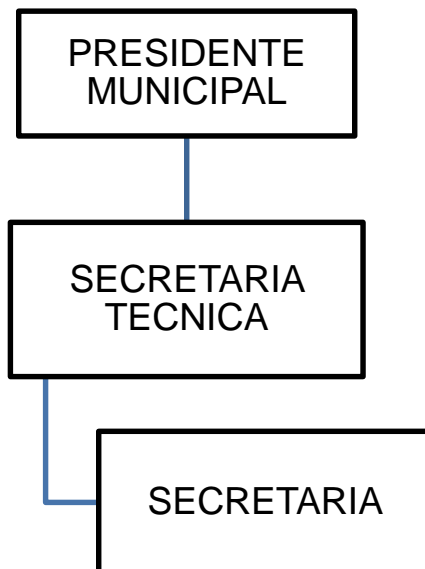 PRESIDENTE
MUNICIPAL
SECRETARIA
TECNICA
SECRETARIA